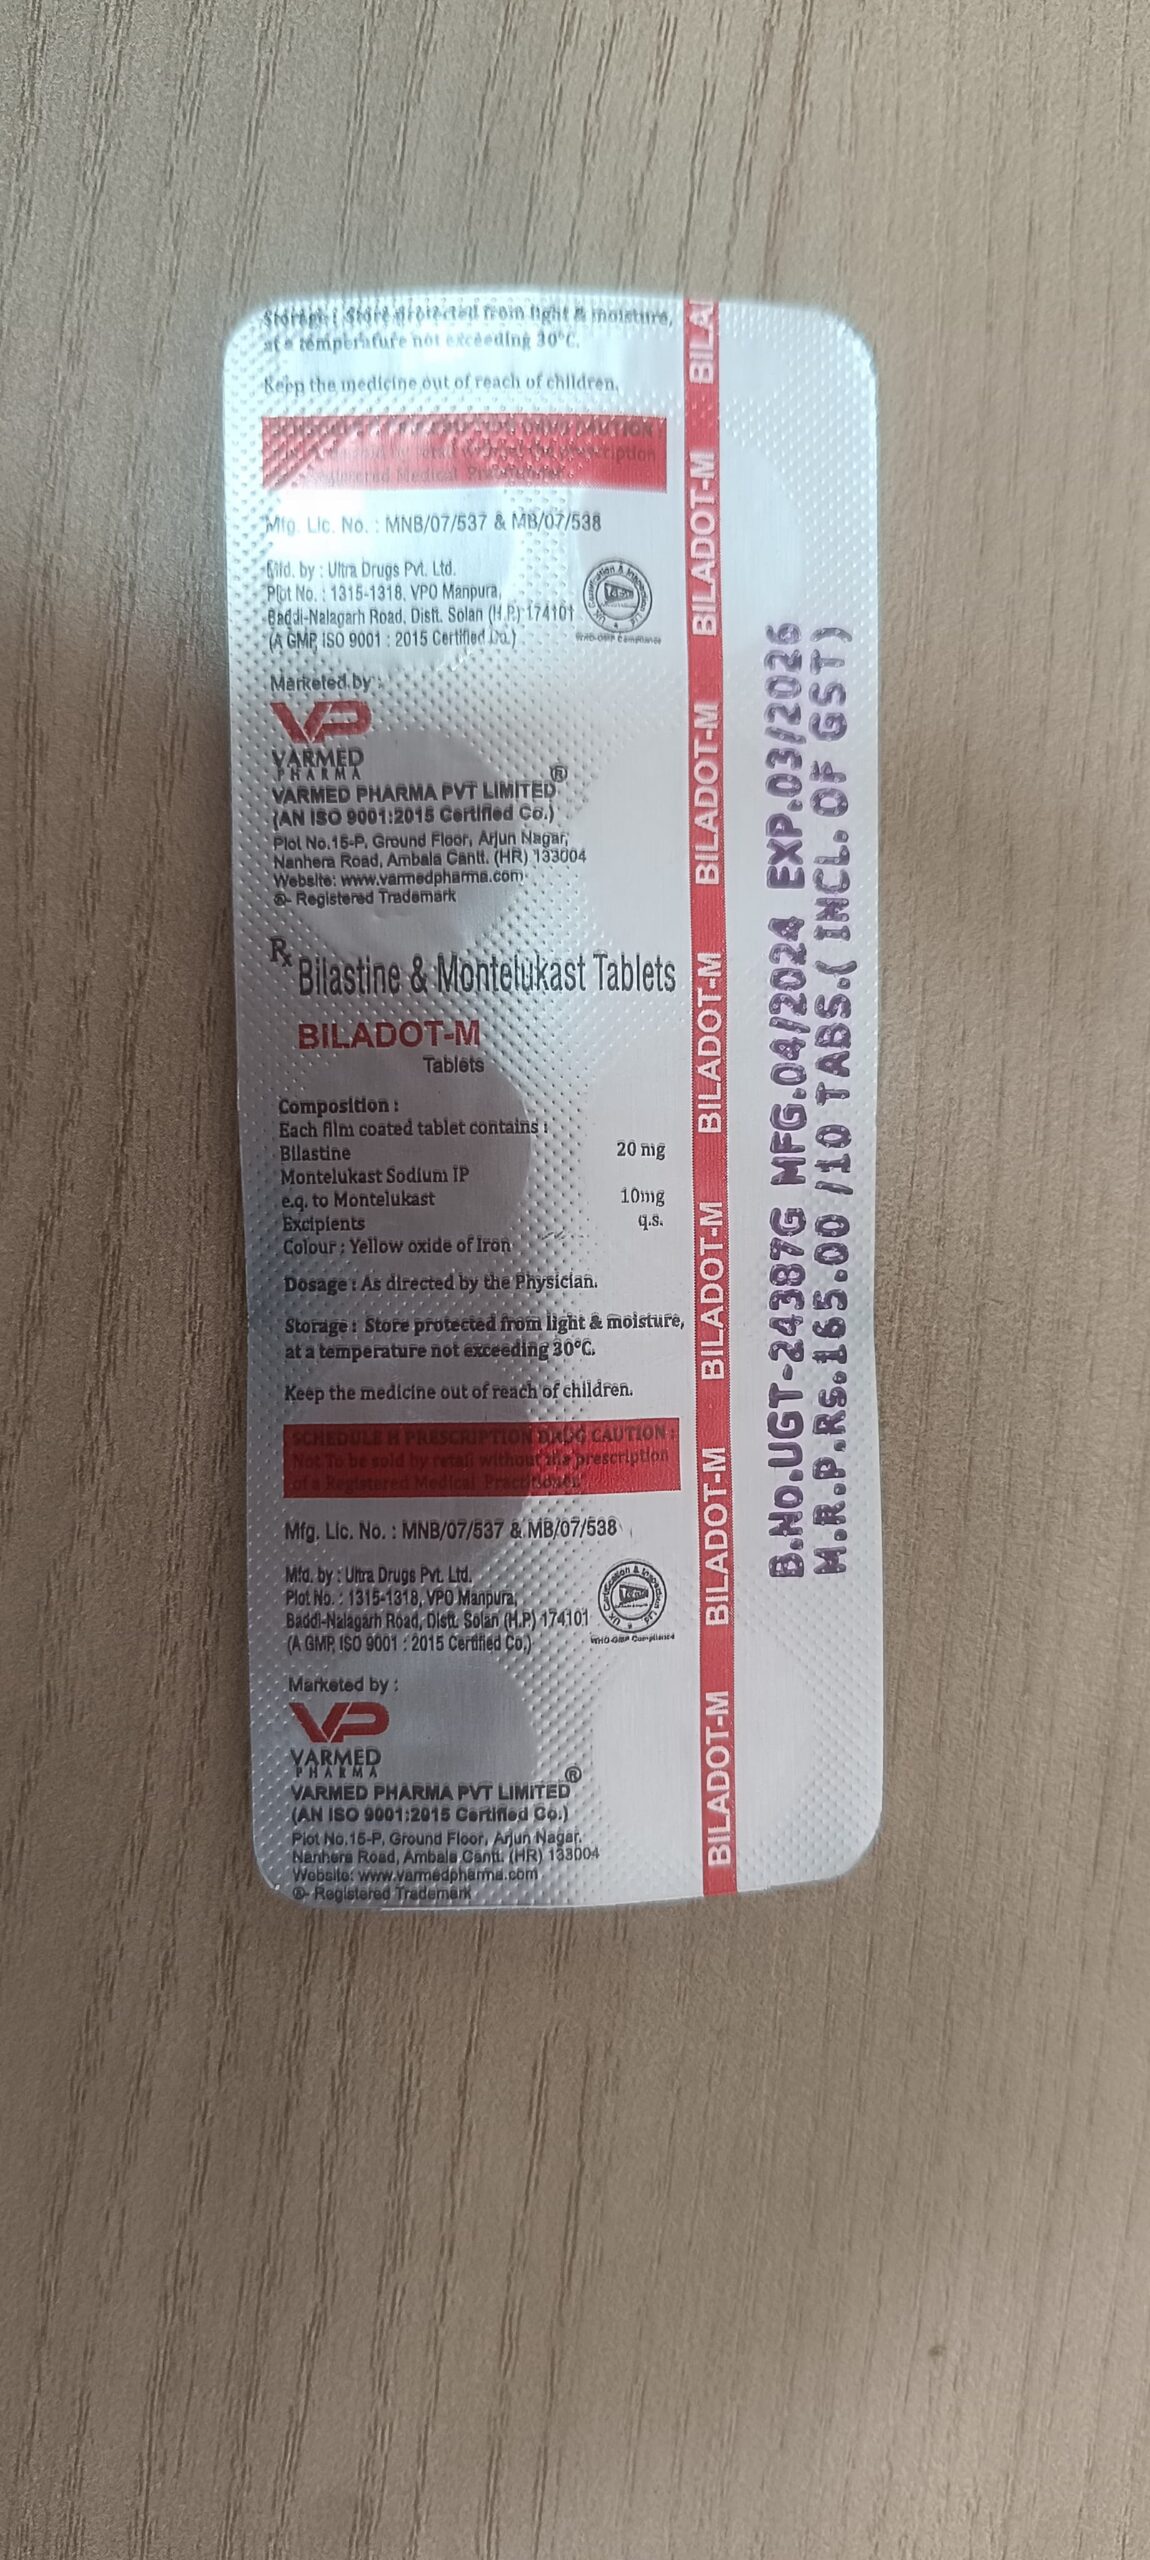 Storage : Store protected from light & moisture,
at a temperature not exceeding 30°C.
Keep the medicine out of reach of children.
Mfg. Lic. No. : MNB/07/537 & MB/07/538
Mfd. by : Ultra Drugs Pvt. Ltd.
Plot No. : 1315-1318, VPO Manpura,
Baddi-Nalagarh Road, Distt. Solan (H.P.) 174101
(A GMP, ISO 9001 : 2015 Certified Co.)
WHO-GMP Compliance
Marketed by :
VP
VARMED
PHARMA
VARMED PHARMA PVT LIMITED®
(AN ISO 9001:2015 Certified Co.)
Plot No.15-P, Ground Floor, Arjun Nagar,
Nanhera Road, Ambala Cantt. (HR) 133004
Website: www.varmedpharma.com
®- Registered Trademark
Rx Bilastine & Montelukast Tablets
BILADOT-M
Tablets
Composition :
Each film coated tablet contains :
Bilastine 20 mg
Montelukast Sodium IP
e.q. to Montelukast 10mg
Excipients q.s.
Colour : Yellow oxide of Iron
Dosage : As directed by the Physician.
Storage : Store protected from light & moisture,
at a temperature not exceeding 30°C.
Keep the medicine out of reach of children.
SCHEDULE H PRESCRIPTION DRUG CAUTION :
Not To be sold by retail without the prescription
of a Registered Medical Practitioner.
Mfg. Lic. No. : MNB/07/537 & MB/07/538
Mfd. by : Ultra Drugs Pvt. Ltd.
Plot No. : 1315-1318, VPO Manpura,
Baddi-Nalagarh Road, Distt. Solan (H.P.) 174101
(A GMP, ISO 9001 : 2015 Certified Co.)
UK Certification & Inspection Ltd
WHO-GMP Compliance
Marketed by :
VP
VARMED
PHARMA
VARMED PHARMA PVT LIMITED®
(AN ISO 9001:2015 Certified Co.)
Plot No.15-P, Ground Floor, Arjun Nagar,
Nanhera Road, Ambala Cantt. (HR) 133004
Website: www.varmedpharma.com
®- Registered Trademark
BILADOT-M BILADOT-M BILADOT-M BILADOT-M BILADOT-M BILADOT-M BILA
B.No.UGT-24387G MFG.04/2024 EXP.03/2026
M.R.P.Rs.165.00 /10 TABS.( INCL. OF GST)